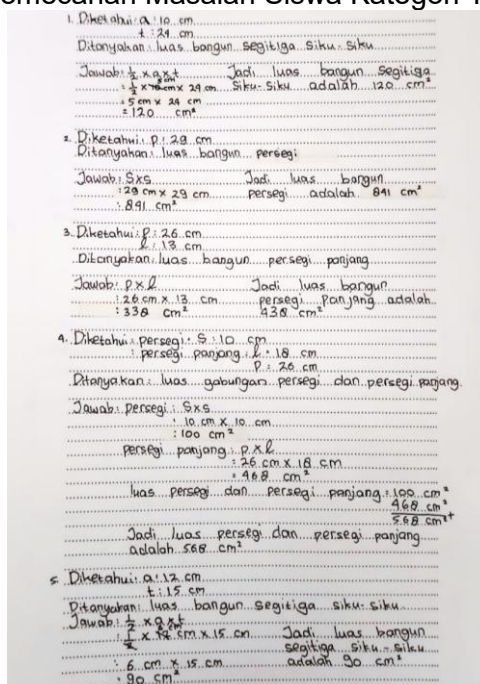 1. Diketahui: a : 10 cm
t : 24 cm
Ditanyakan: luas bangun segitiga siku-siku
Jawab: ½ x a x t Jadi luas bangun segitiga
: ½ x 10 cm x 24 cm siku-siku adalah 120 cm²
= 5 cm x 24 cm
= 120 cm²
2. Diketahui: p : 29 cm
Ditanyakan: luas bangun persegi
Jawab: S x s Jadi luas bangun
: 29 cm x 29 cm persegi adalah 841 cm²
: 841 cm²
3. Diketahui: p : 26 cm
l : 13 cm
Ditanyakan: luas bangun persegi panjang
Jawab: p x l Jadi luas bangun
: 26 cm x 13 cm persegi panjang adalah
: 338 cm² 438 cm²
4. Diketahui: persegi: S : 10 cm
: persegi panjang: l : 18 cm
p : 26 cm
Ditanyakan: luas gabungan persegi dan persegi panjang.
Jawab: persegi: S x s
: 10 cm x 10 cm
: 100 cm²
persegi panjang: p x l
: 26 cm x 18 cm
= 468 cm²
luas persegi dan persegi panjang: 100 cm²
468 cm²
568 cm² +
Jadi luas persegi dan persegi panjang
adalah 568 cm²
5. Diketahui: a : 12 cm
t : 15 cm
Ditanyakan: luas bangun segitiga siku-siku
Jawab: ½ x a x t
: ½ x 12 cm x 15 cm Jadi luas bangun
segitiga siku-siku
: 6 cm x 15 cm adalah 90 cm²
: 90 cm²